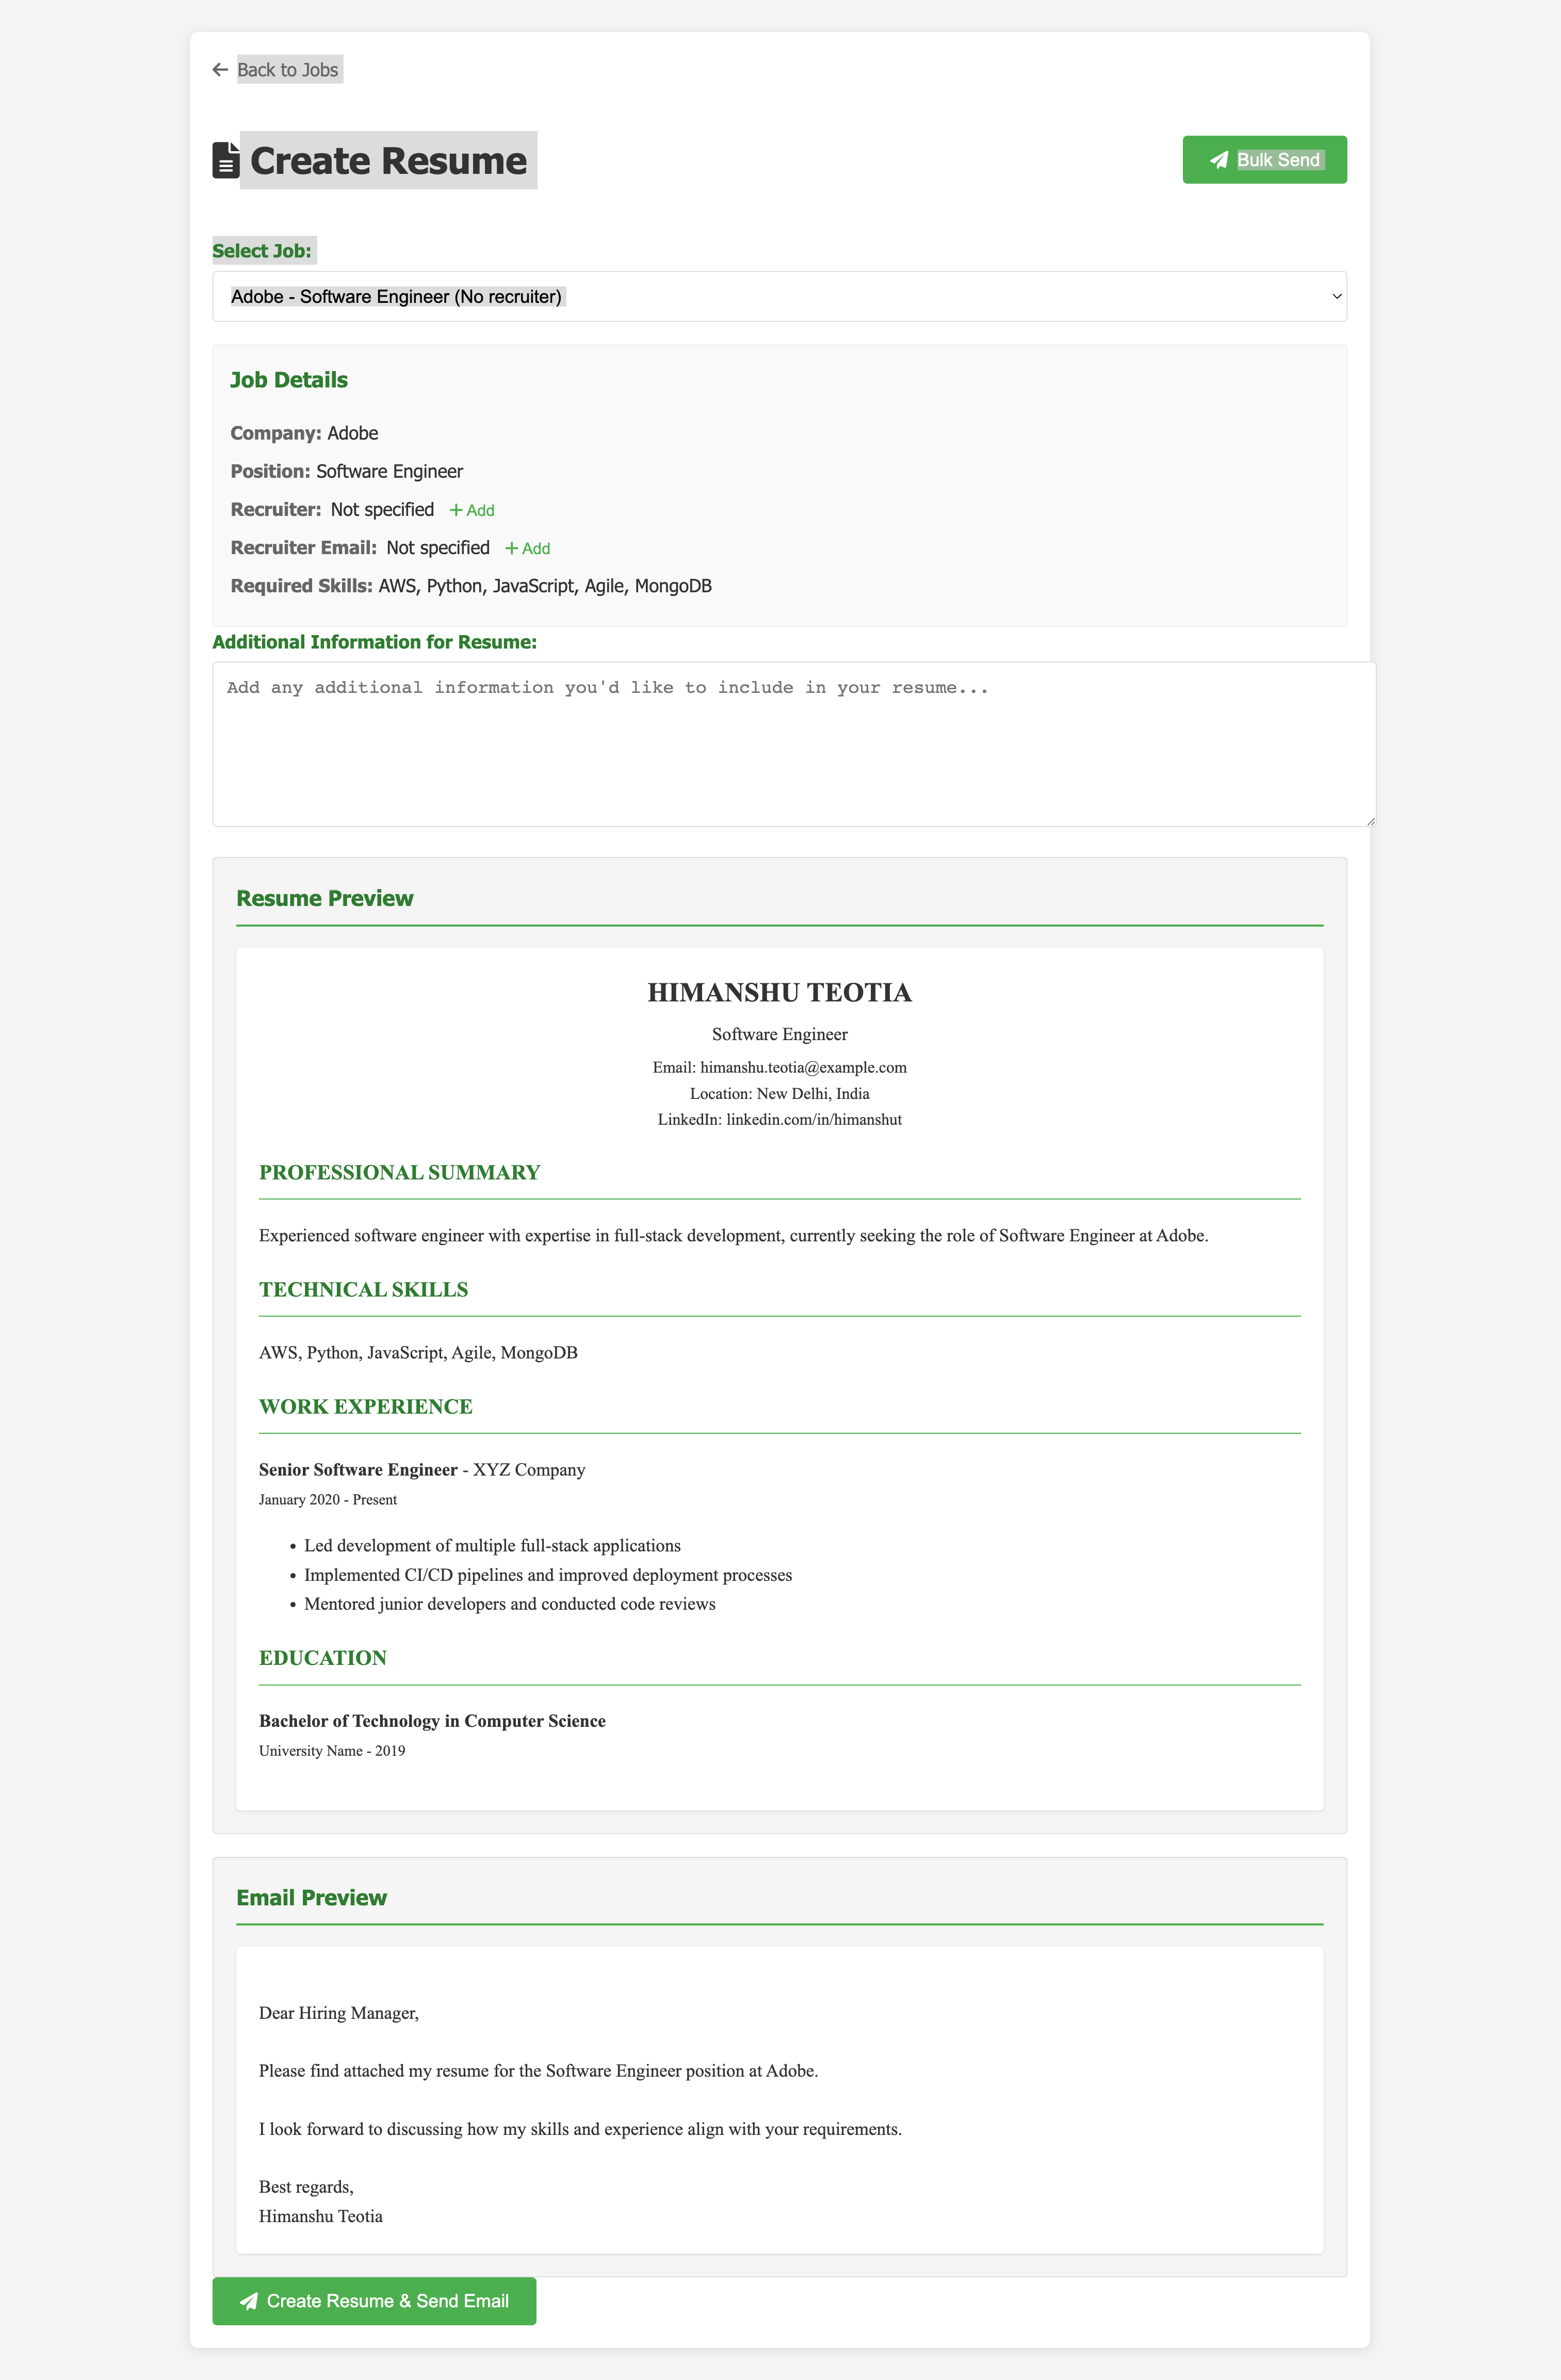 Back to Jobs
Create Resume
Bulk Send
Select Job:
Adobe - Software Engineer (No recruiter)
Job Details
Company: Adobe
Position: Software Engineer
Recruiter: Not specified + Add
Recruiter Email: Not specified + Add
Required Skills: AWS, Python, JavaScript, Agile, MongoDB
Additional Information for Resume:
Add any additional information you'd like to include in your resume...
Resume Preview
HIMANSHU TEOTIA
Software Engineer
Email: himanshu.teotia@example.com
Location: New Delhi, India
LinkedIn: linkedin.com/in/himanshut
PROFESSIONAL SUMMARY
Experienced software engineer with expertise in full-stack development, currently seeking the role of Software Engineer at Adobe.
TECHNICAL SKILLS
AWS, Python, JavaScript, Agile, MongoDB
WORK EXPERIENCE
Senior Software Engineer - XYZ Company
January 2020 - Present
• Led development of multiple full-stack applications
• Implemented CI/CD pipelines and improved deployment processes
• Mentored junior developers and conducted code reviews
EDUCATION
Bachelor of Technology in Computer Science
University Name - 2019
Email Preview
Dear Hiring Manager,
Please find attached my resume for the Software Engineer position at Adobe.
I look forward to discussing how my skills and experience align with your requirements.
Best regards,
Himanshu Teotia
Create Resume & Send Email